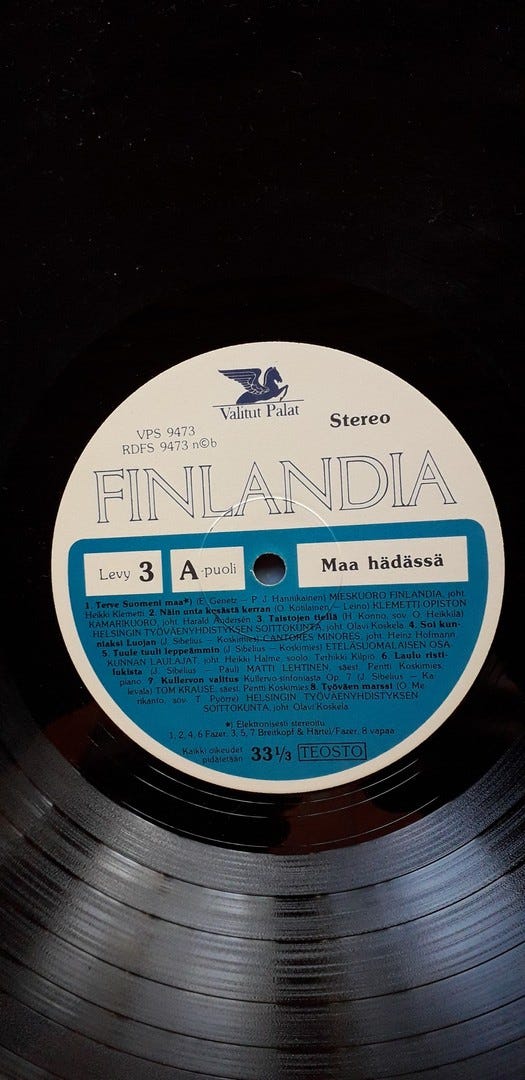 Valitut Palat
VPS 9473
RDFS 9473 n©b
Stereo
FINLANDIA
Levy 3
A-puoli
Maa hädässä
1. Terve Suomeni maa*) (E. Genetz — P. J. Hannikainen) MIESKUORO FINLANDIA, joht.
Heikki Klemetti 2. Näin unta kesästä kerran (O. Kotilainen — Leino) KLEMETTI OPISTON
KAMARIKUORO, joht. Harald Andersén 3. Taistojen tiellä (H. Konno, sov. O. Heikkilä)
HELSINGIN TYÖVÄENYHDISTYKSEN SOITTOKUNTA, joht. Olavi Koskela 4. Soi kun-
niaksi Luojan (J. Sibelius — Koskimies) CANTORES MINORES, joht. Heinz Hofmann
5. Tuule tuuli leppeämmin (J. Sibelius — Koskimies) ETELÄSUOMALAISEN OSA-
KUNNAN LAULAJAT, joht. Heikki Halme, soolo, Terhikki Kilpiö 6. Laulu risti-
lukista (J. Sibelius — Paul) MATTI LEHTINEN, säest. Pentti Koskimies,
piano. 7. Kullervon valitus Kullervo-sinfoniasta Op. 7 (J. Sibelius — Ka-
levala) TOM KRAUSE, säest. Pentti Koskimies 8. Työväen marssi (O. Me-
rikanto, sov. T. Pyörre) HELSINGIN TYÖVÄENYHDISTYKSEN
SOITTOKUNTA, joht. Olavi Koskela
*) Elektronisesti stereoitu
1, 2, 4, 6 Fazer, 3, 5, 7 Breitkopf & Härtel/Fazer, 8 vapaa
Kaikki oikeudet
pidätetään
33 1/3
TEOSTO